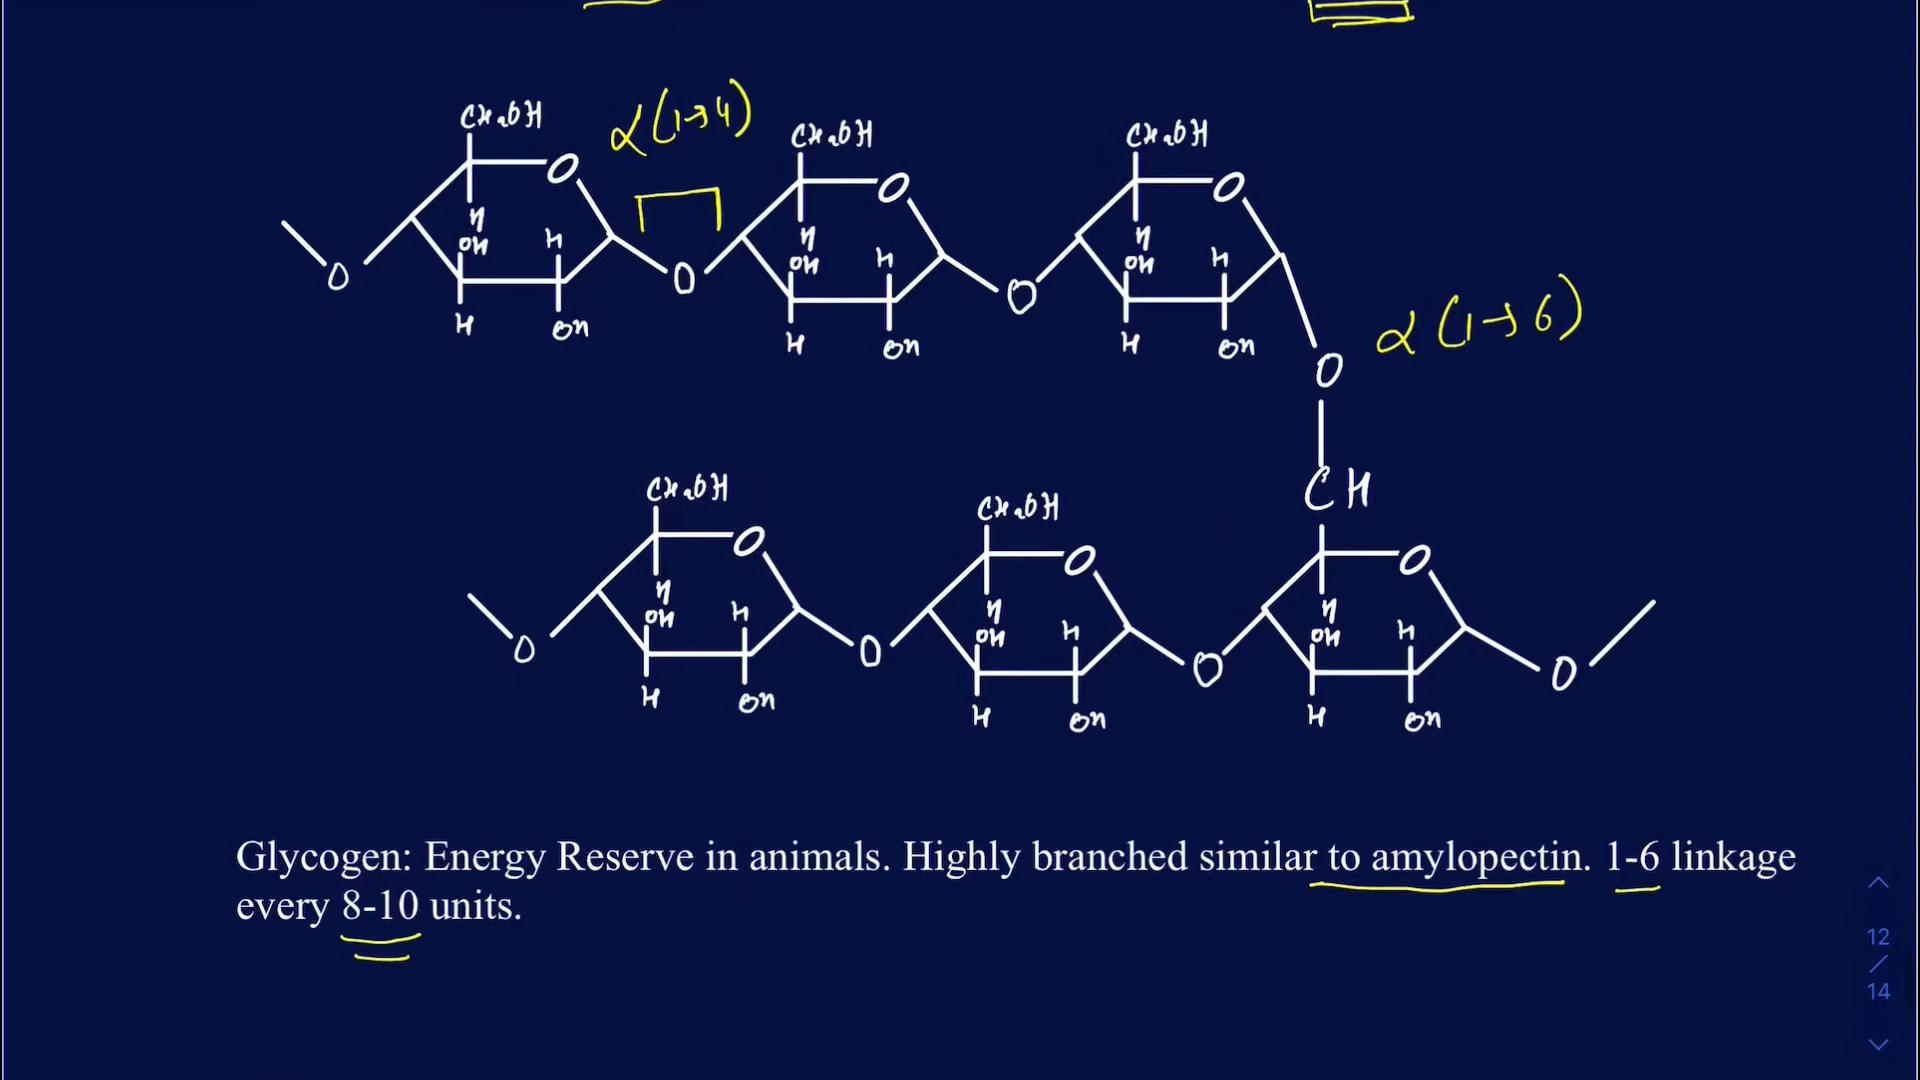 CH₂OH α(1→4) CH₂OH CH₂OH
O O O
H H H
OH H OH H OH H
O O O
H OH H OH H OH
α(1→6)
O
CH₂OH CH₂OH CH
O O O
H H H
OH H OH H OH H
O O O O
H OH H OH H OH
Glycogen: Energy Reserve in animals. Highly branched similar to amylopectin. 1-6 linkage
every 8-10 units.
12
/
14